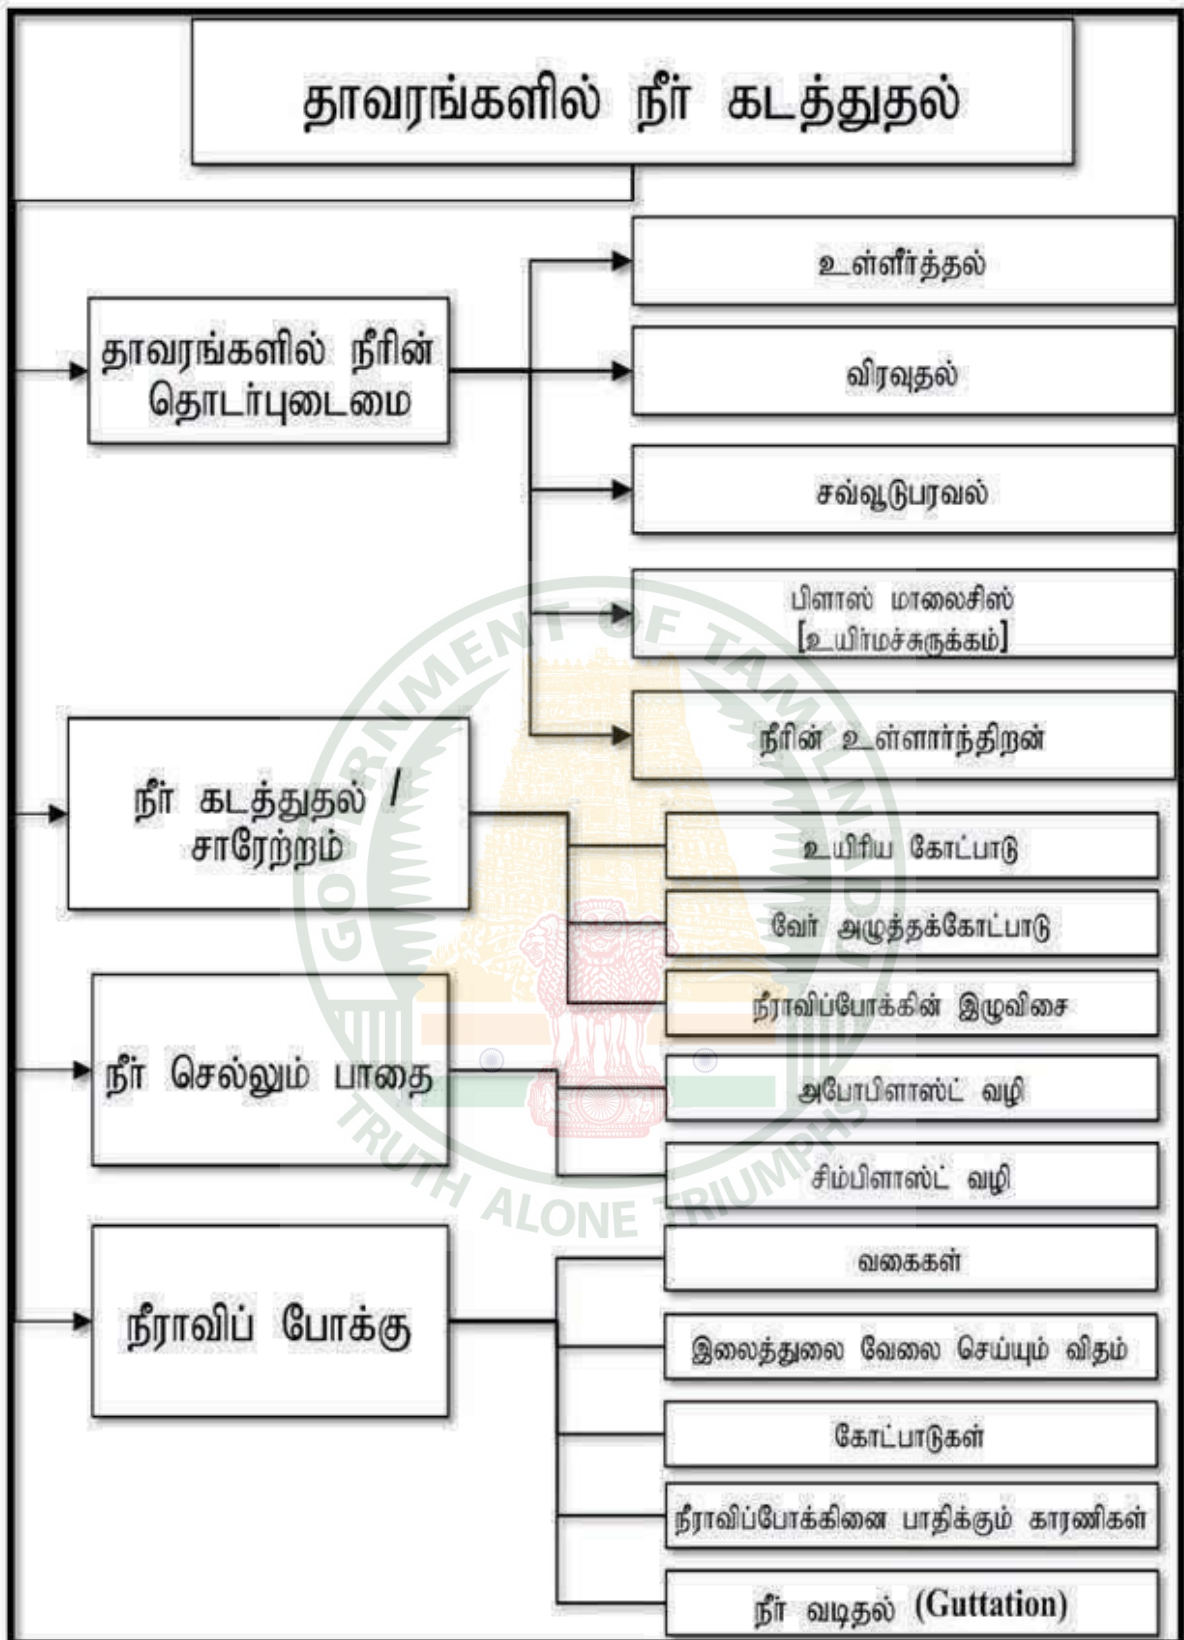 தாவரங்களில் நீர் கடத்துதல்
தாவரங்களில் நீரின்
தொடர்புடைமை
உள்ளீர்த்தல்
விரவுதல்
சவ்வூடுபரவல்
பிளாஸ் மாலைசிஸ்
[உயிர்மச்சுருக்கம்]
நீரின் உள்ளார்ந்திறன்
நீர் கடத்துதல் /
சாரேற்றம்
உயிரிய கோட்பாடு
வேர் அழுத்தக்கோட்பாடு
நீராவிப்போக்கின் இழுவிசை
நீர் செல்லும் பாதை
அபோபிளாஸ்ட் வழி
சிம்பிளாஸ்ட் வழி
நீராவிப் போக்கு
வகைகள்
இலைத்துலை வேலை செய்யும் விதம்
கோட்பாடுகள்
நீராவிப்போக்கினை பாதிக்கும் காரணிகள்
நீர் வடிதல் (Guttation)
GOVERNMENT OF TAMILNADU
TRUTH ALONE TRIUMPHS